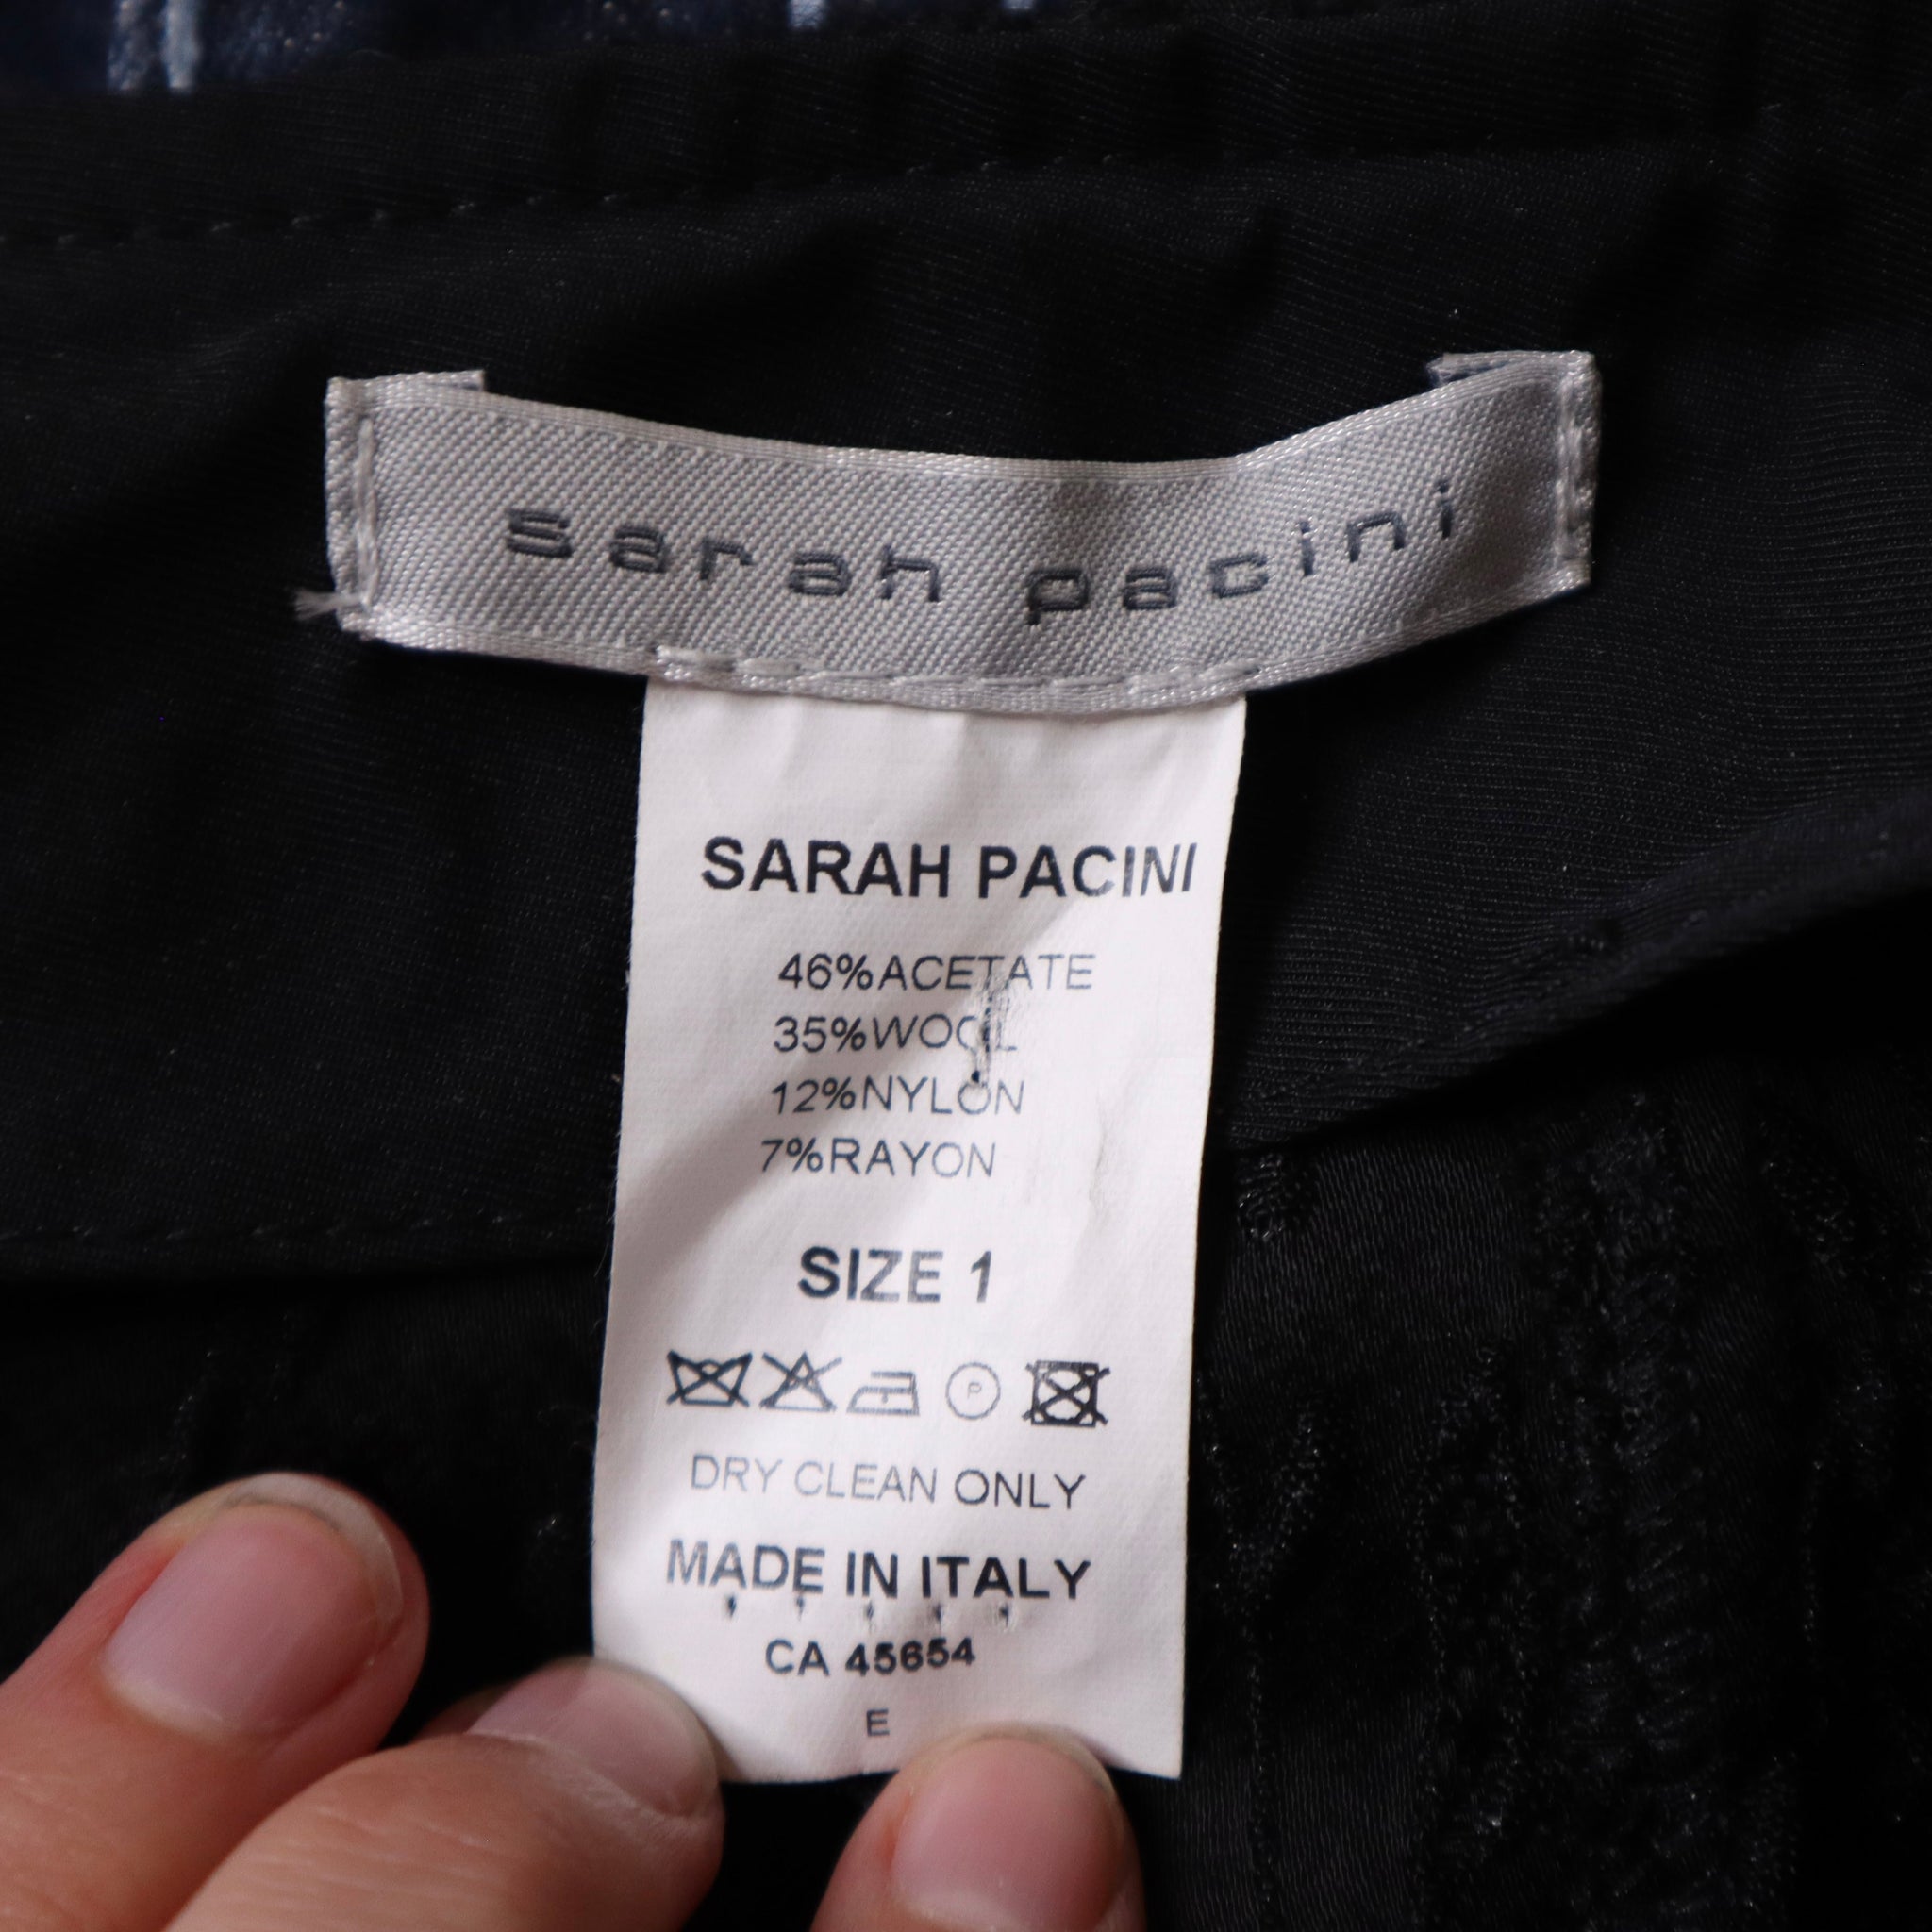 sarah pacini
SARAH PACINI
46%ACETATE
35%WOOL
12%NYLON
7%RAYON
SIZE 1
P
DRY CLEAN ONLY
MADE IN ITALY
CA 45654
E